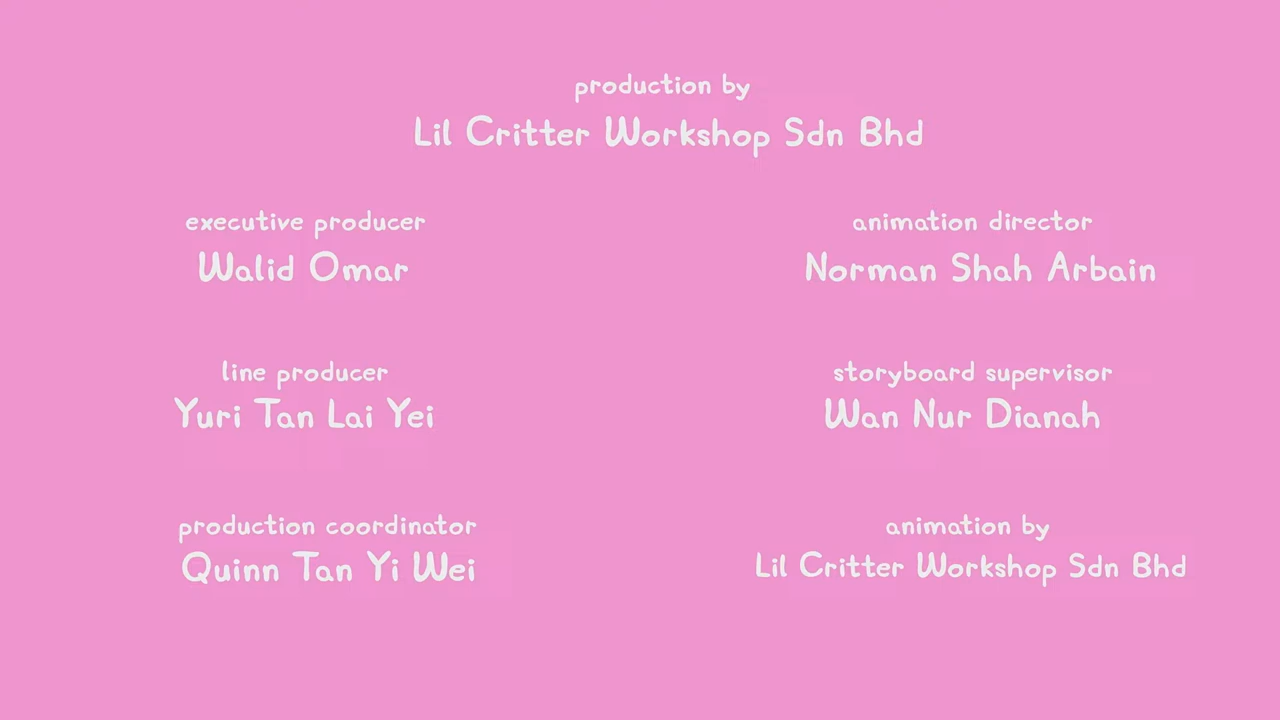 production by
Lil Critter Workshop Sdn Bhd
executive producer
Walid Omar
animation director
Norman Shah Arbain
line producer
Yuri Tan Lai Yei
storyboard supervisor
Wan Nur Dianah
production coordinator
Quinn Tan Yi Wei
animation by
Lil Critter Workshop Sdn Bhd